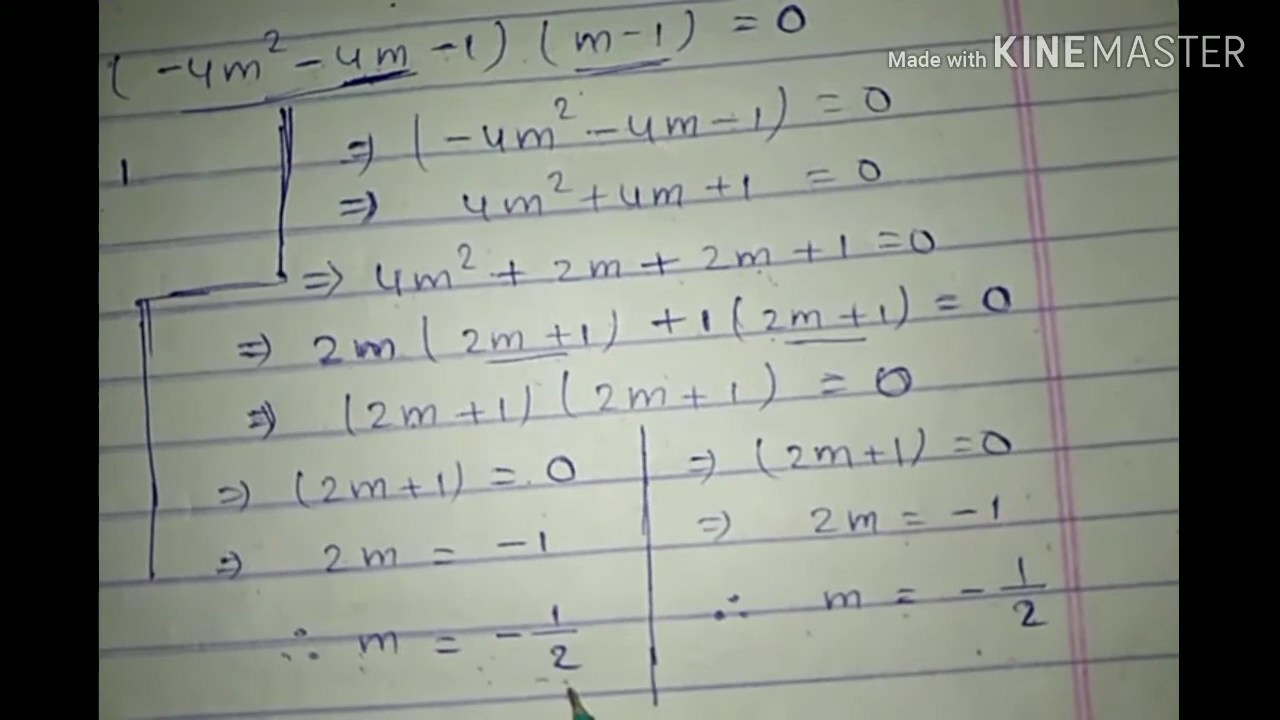 (-4m² - 4m - 1) (m - 1) = 0
Made with KINEMASTER
⇒ (-4m² - 4m - 1) = 0
1
⇒ 4m² + 4m + 1 = 0
⇒ 4m² + 2m + 2m + 1 = 0
⇒ 2m (2m + 1) + 1 (2m + 1) = 0
⇒ (2m + 1) (2m + 1) = 0
⇒ (2m + 1) = 0
⇒ 2m = -1
∴ m = -1/2
⇒ (2m + 1) = 0
⇒ 2m = -1
∴ m = -1/2